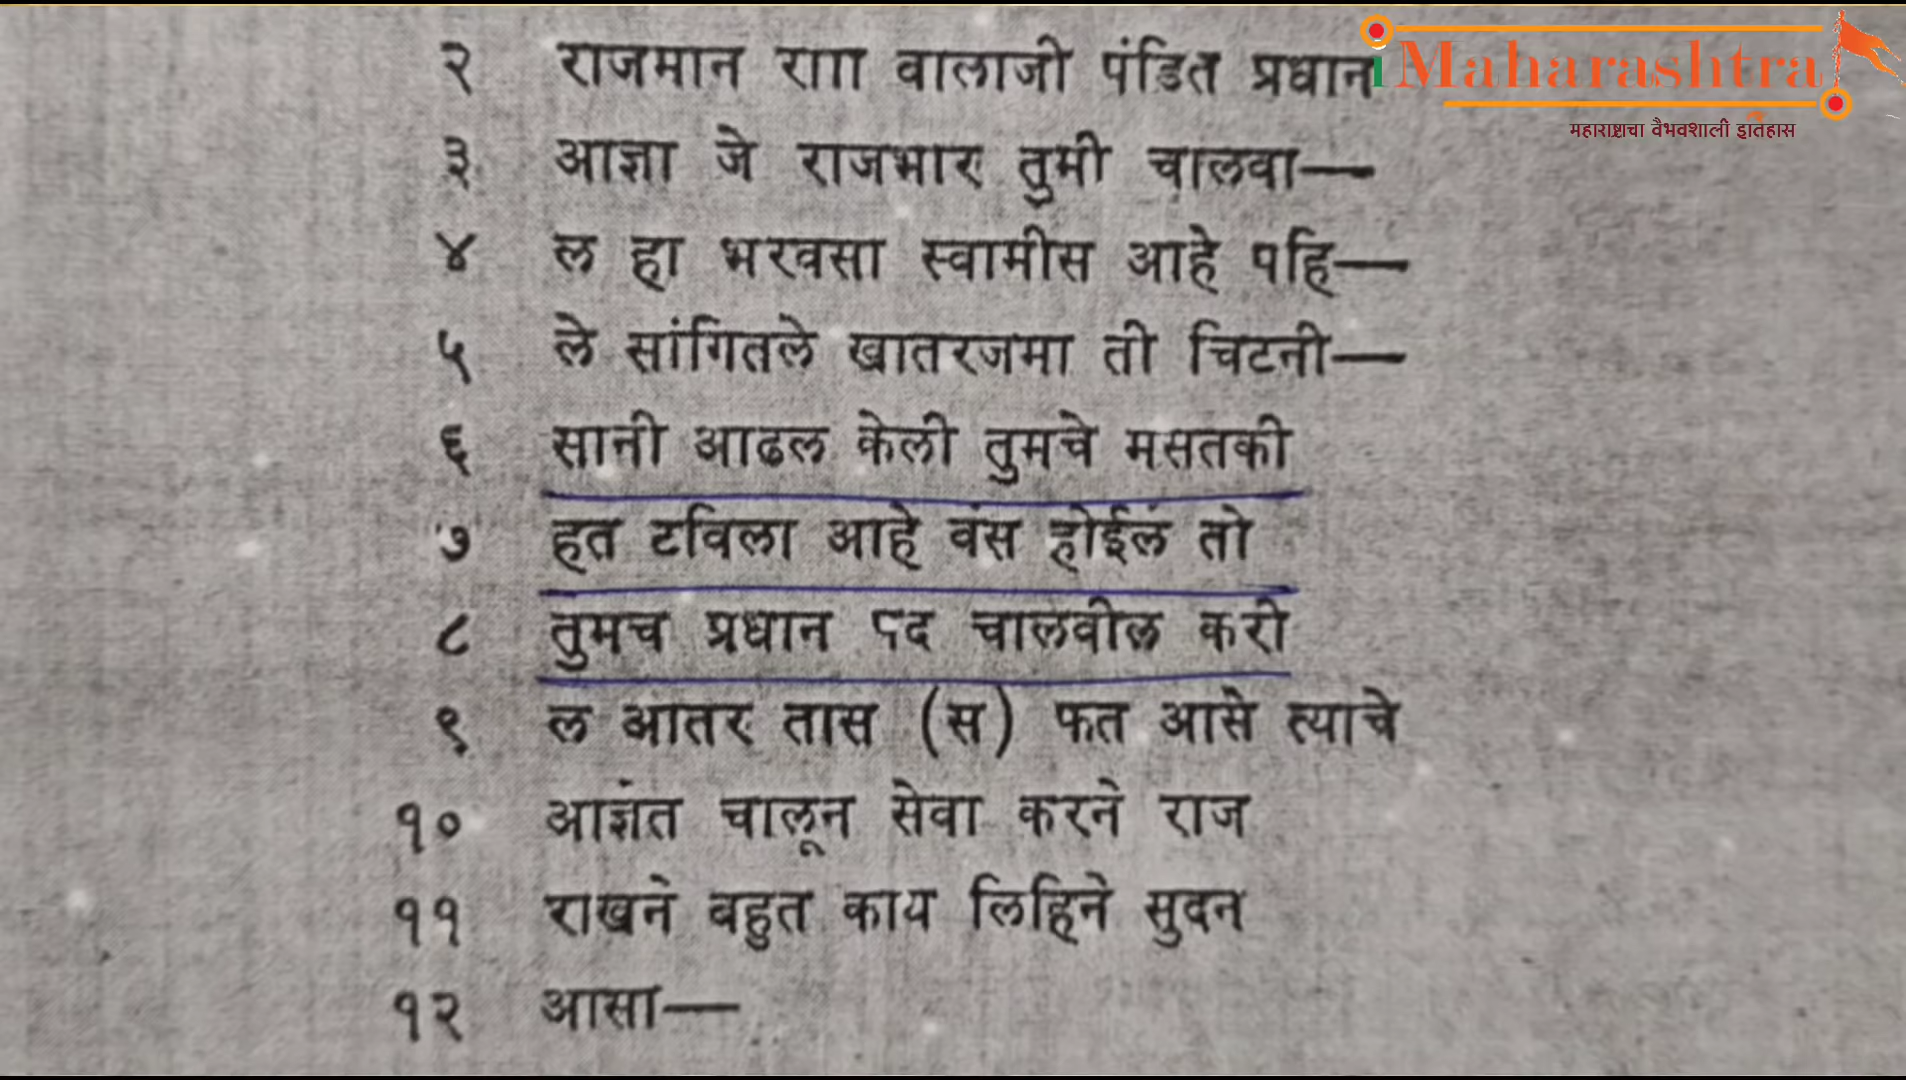 iMaharashtra
महाराष्ट्राचा वैभवशाली इतिहास
२ राजमान राा वालाजी पंडित प्रधान
३ आज्ञा जे राजभार तुमी चालवा—
४ ल हा भरवसा स्वामीस आहे पहि—
५ ले सांगितले खातरजमा ती चिटनी—
६ सानी आढल केली तुमचे मसतकी
७ हत टविला आहे वंस होईल तो
८ तुमच प्रधान पद चालवील करी
९ ल आतर तास (स) फत आसे त्याचे
१० आज्ञेत चालून सेवा करने राज
११ राखने बहुत काय लिहिने सुदन
१२ आसा—